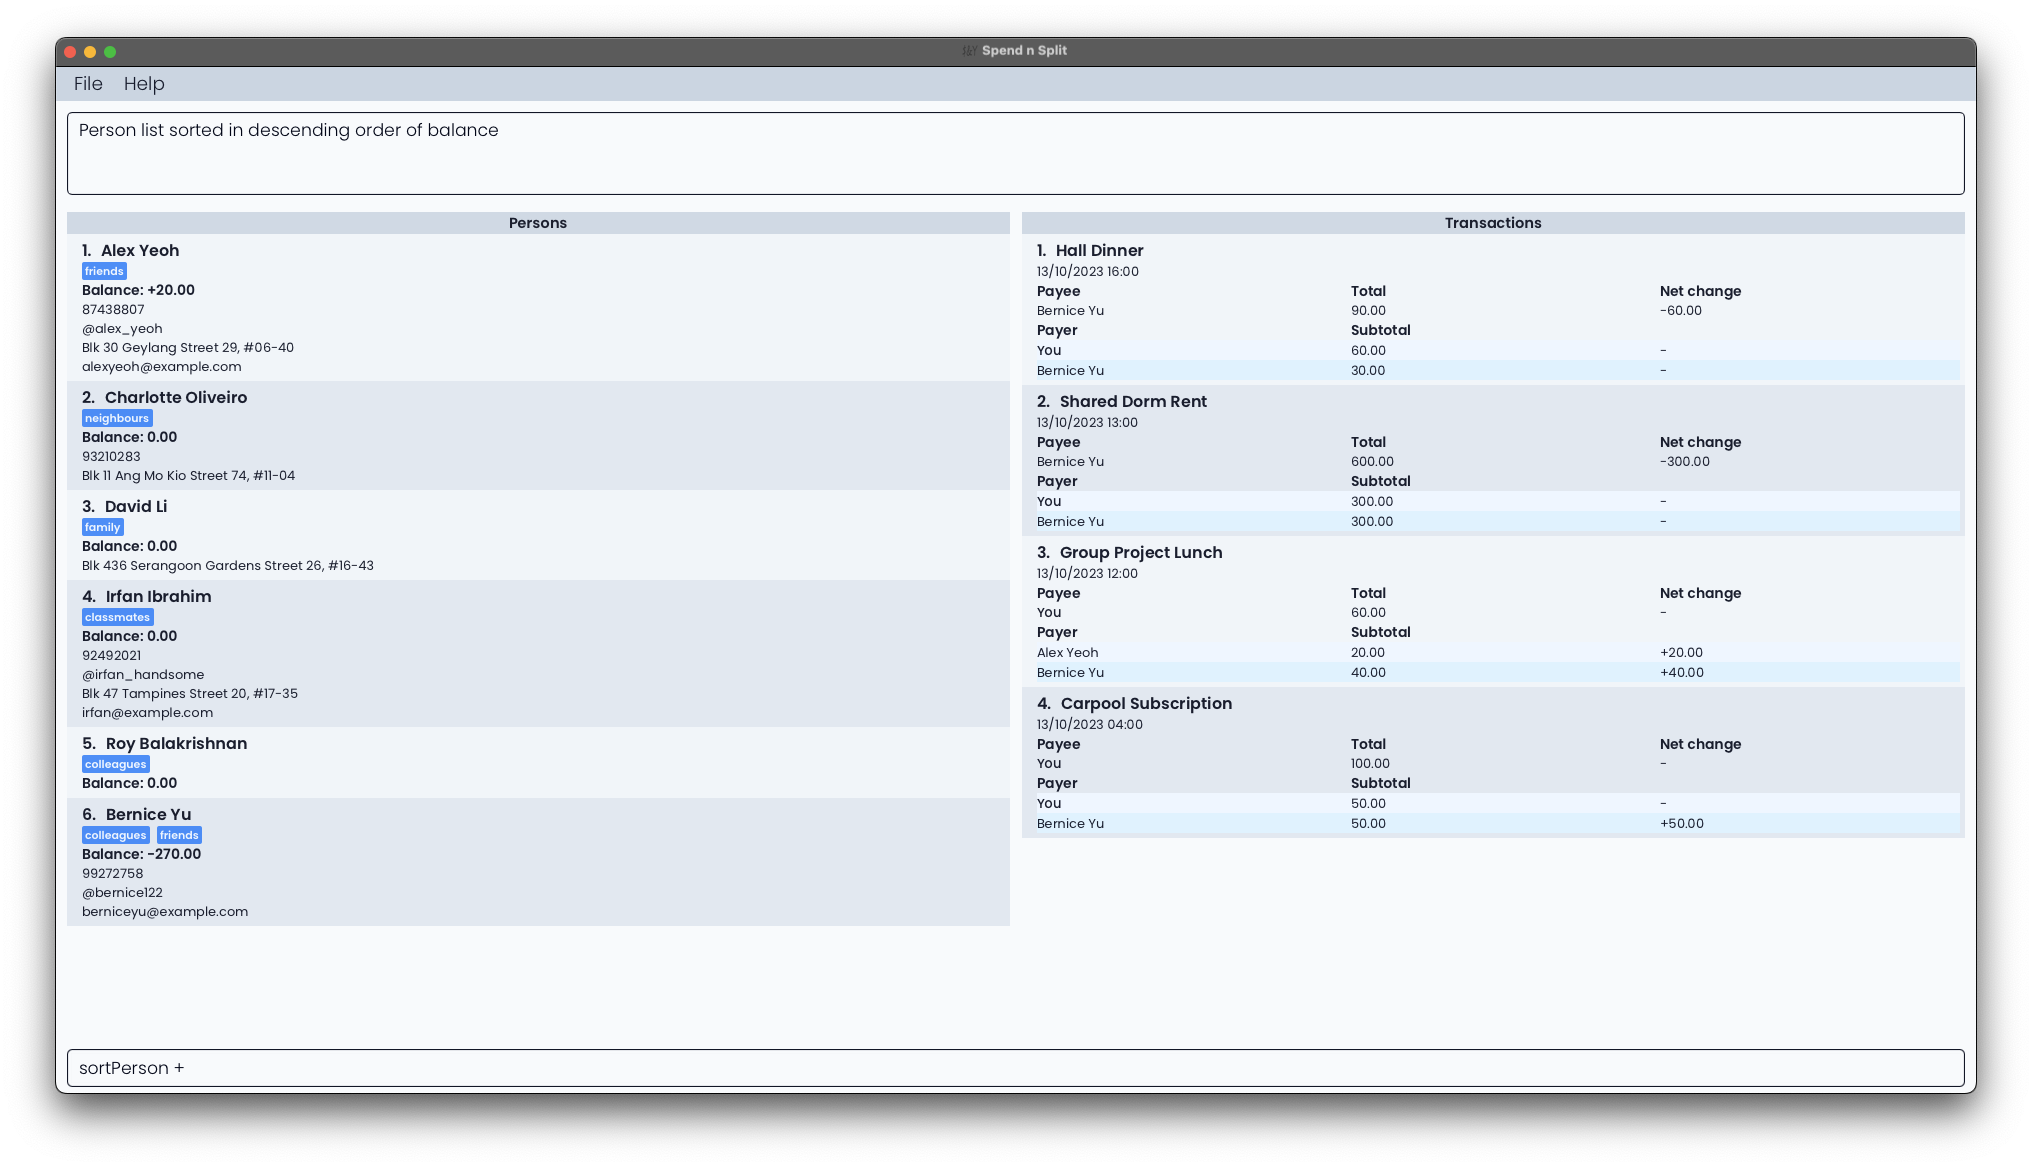 Spend n Split
File Help
Person list sorted in descending order of balance
Persons
1. Alex Yeoh
friends
Balance: +20.00
87438807
@alex_yeoh
Blk 30 Geylang Street 29, #06-40
alexyeoh@example.com
2. Charlotte Oliveiro
neighbours
Balance: 0.00
93210283
Blk 11 Ang Mo Kio Street 74, #11-04
3. David Li
family
Balance: 0.00
Blk 436 Serangoon Gardens Street 26, #16-43
4. Irfan Ibrahim
classmates
Balance: 0.00
92492021
@irfan_handsome
Blk 47 Tampines Street 20, #17-35
irfan@example.com
5. Roy Balakrishnan
colleagues
Balance: 0.00
6. Bernice Yu
colleagues friends
Balance: -270.00
99272758
@bernice122
berniceyu@example.com
Transactions
1. Hall Dinner
13/10/2023 16:00
Payee Total Net change
Bernice Yu 90.00 -60.00
Payer Subtotal
You 60.00 -
Bernice Yu 30.00 -
2. Shared Dorm Rent
13/10/2023 13:00
Payee Total Net change
Bernice Yu 600.00 -300.00
Payer Subtotal
You 300.00 -
Bernice Yu 300.00 -
3. Group Project Lunch
13/10/2023 12:00
Payee Total Net change
You 60.00 -
Payer Subtotal
Alex Yeoh 20.00 +20.00
Bernice Yu 40.00 +40.00
4. Carpool Subscription
13/10/2023 04:00
Payee Total Net change
You 100.00 -
Payer Subtotal
You 50.00 -
Bernice Yu 50.00 +50.00
sortPerson +